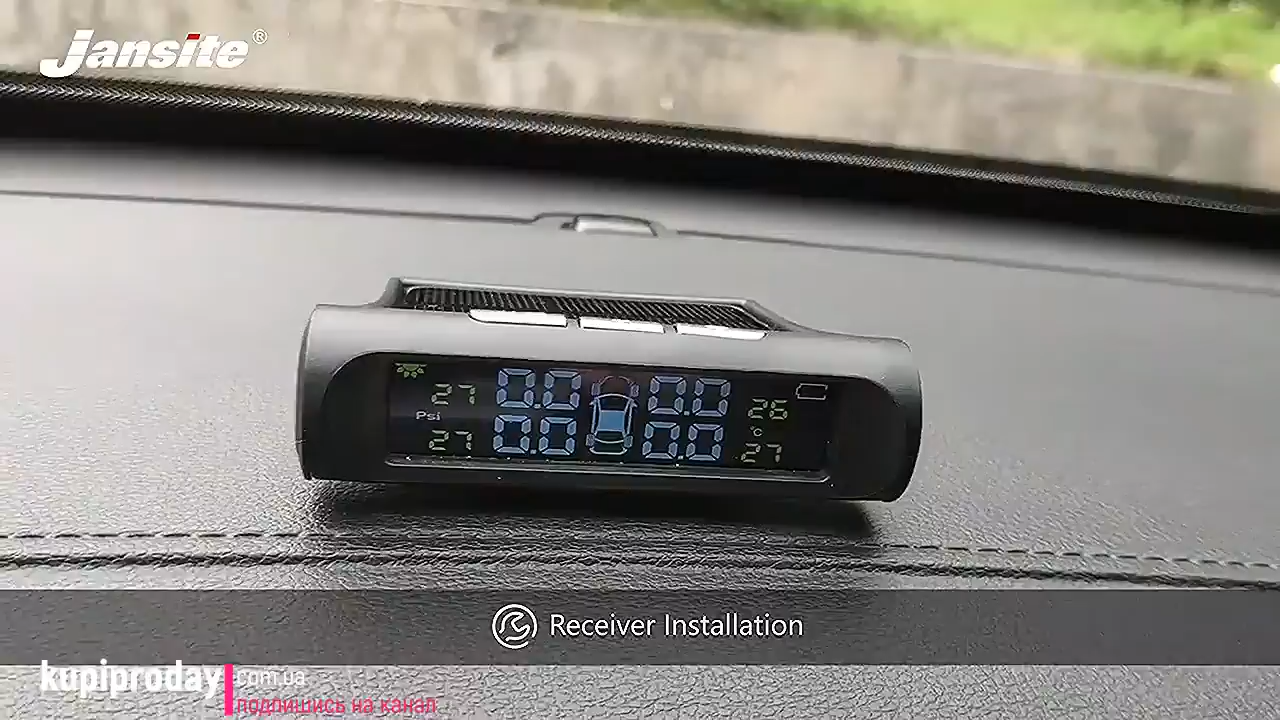 Jansite®
27 0.0 0.0 26
Psi °C
27 0.0 0.0 27
Receiver Installation
kupiproday com.ua
подпишись на канал